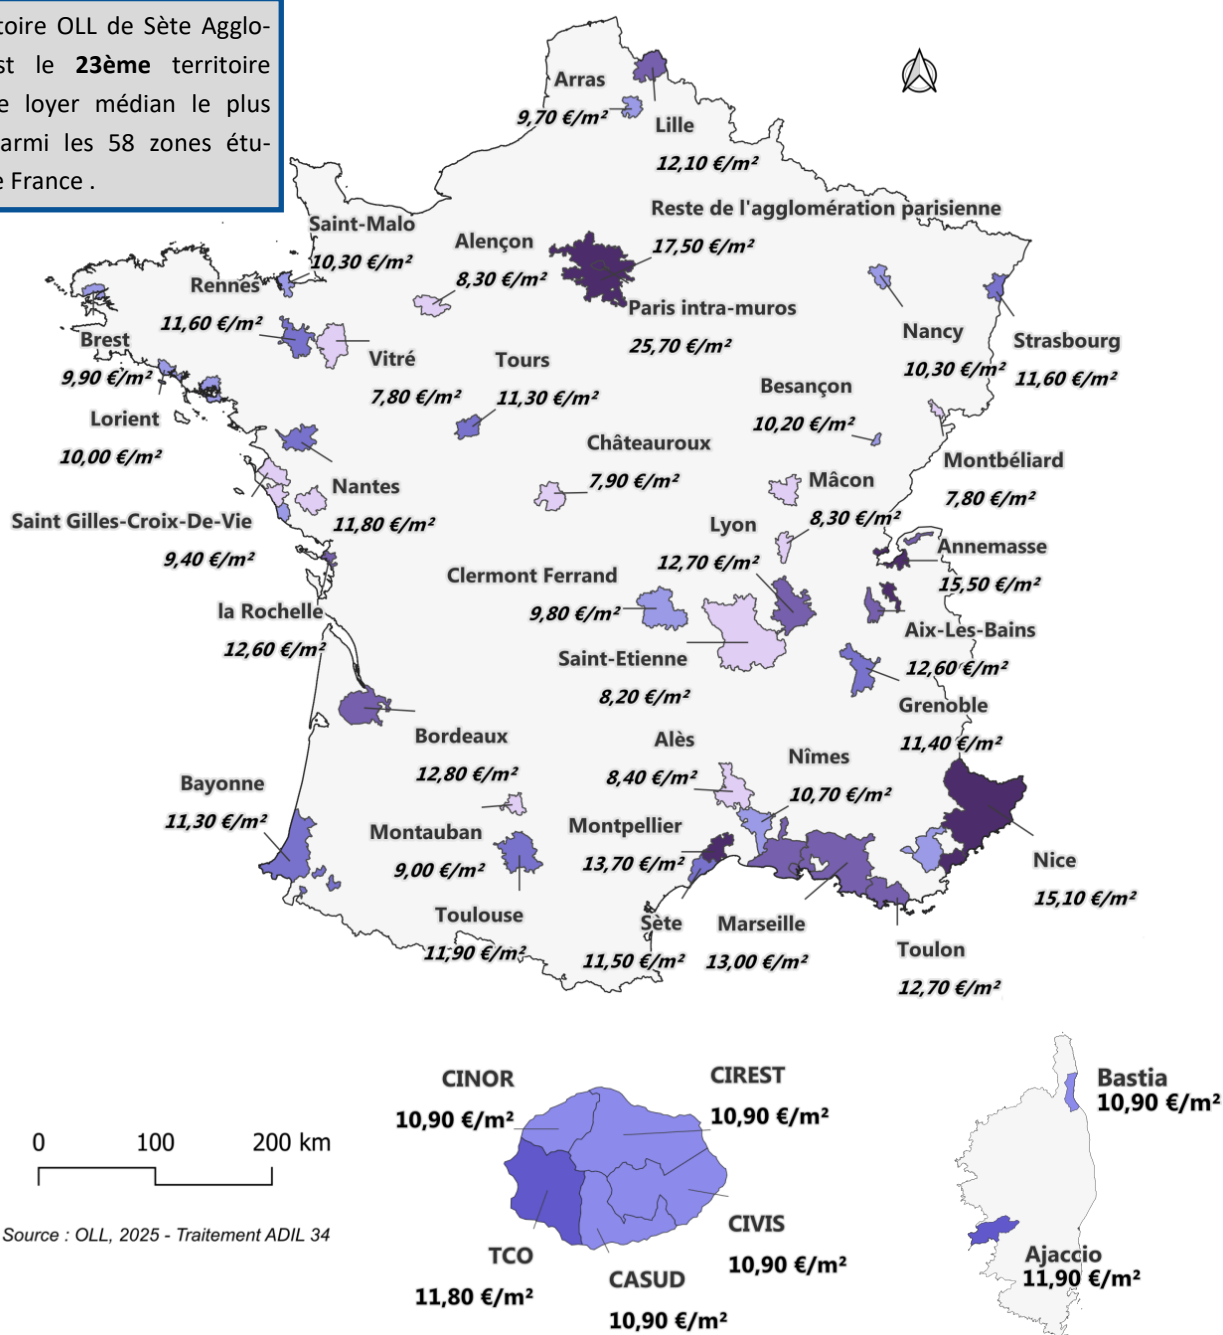 toire OLL de Sète Agglo-
st le 23ème territoire
e loyer médian le plus
armi les 58 zones étu-
e France .
Arras
9,70 €/m²
Lille
12,10 €/m²
Reste de l'agglomération parisienne
17,50 €/m²
Saint-Malo
10,30 €/m²
Alençon
8,30 €/m²
Rennes
11,60 €/m²
Paris intra-muros
25,70 €/m²
Nancy
10,30 €/m²
Strasbourg
11,60 €/m²
Brest
9,90 €/m²
Vitré
7,80 €/m²
Tours
11,30 €/m²
Besançon
10,20 €/m²
Lorient
10,00 €/m²
Châteauroux
7,90 €/m²
Montbéliard
7,80 €/m²
Nantes
11,80 €/m²
Mâcon
8,30 €/m²
Saint Gilles-Croix-De-Vie
9,40 €/m²
Lyon
12,70 €/m²
Annemasse
15,50 €/m²
Clermont Ferrand
9,80 €/m²
la Rochelle
12,60 €/m²
Aix-Les-Bains
12,60 €/m²
Saint-Etienne
8,20 €/m²
Grenoble
11,40 €/m²
Bordeaux
12,80 €/m²
Alès
8,40 €/m²
Nîmes
10,70 €/m²
Bayonne
11,30 €/m²
Montauban
9,00 €/m²
Montpellier
13,70 €/m²
Nice
15,10 €/m²
Toulouse
11,90 €/m²
Sète
11,50 €/m²
Marseille
13,00 €/m²
Toulon
12,70 €/m²
CINOR
10,90 €/m²
CIREST
10,90 €/m²
Bastia
10,90 €/m²
0 100 200 km
Source : OLL, 2025 - Traitement ADIL 34
CIVIS
10,90 €/m²
TCO
11,80 €/m²
CASUD
10,90 €/m²
Ajaccio
11,90 €/m²